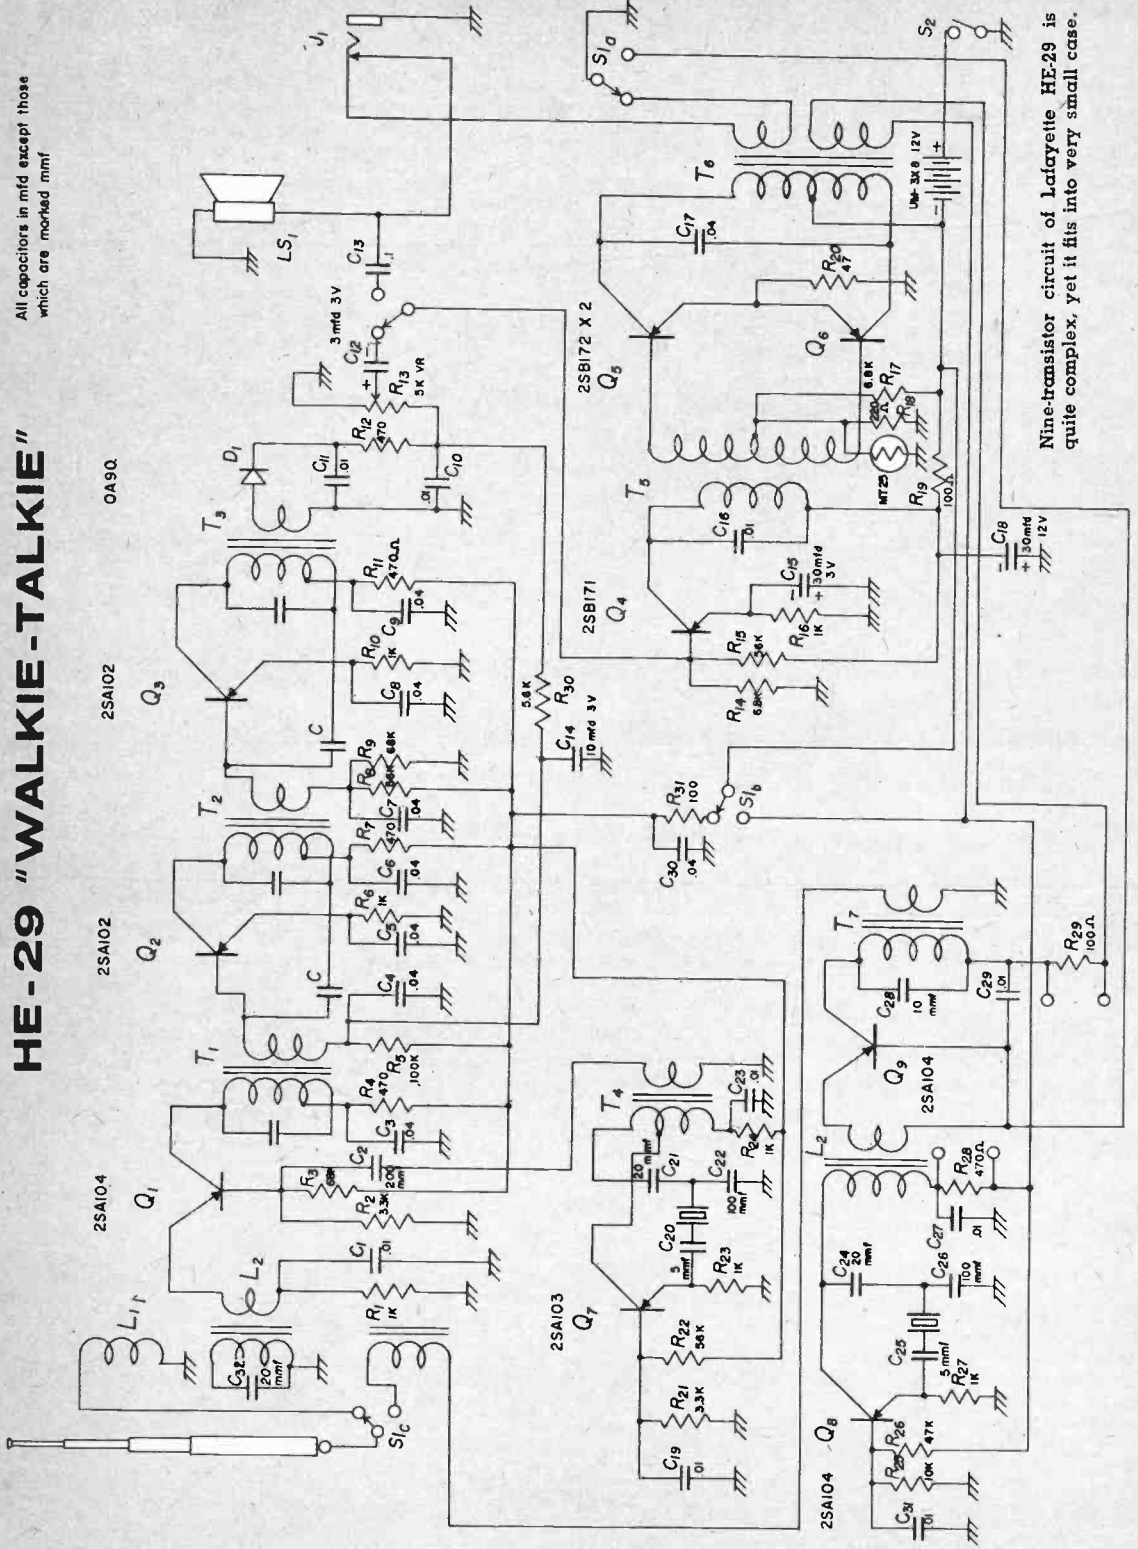 HE-29 "WALKIE-TALKIE"
All capacitors in mfd except those
which are marked mmf
2SA104
2SA102
2SA102
OA90
Q1
Q2
Q3
D1
T1
T2
T3
L1
L2
C32
20
mmf
S1c
R1
1K
C1
.01
R2
3.3K
R3
68K
C2
200
mmf
C3
.04
R4
470
R5
100K
C
C4
.04
C5
.04
R6
1K
C6
.04
R7
470
C7
.04
R8
56K
R9
68K
C
C8
.04
R10
1K
C9
.04
R11
470Ω
C11
.01
C10
.01
R12
470
R13
5K VR
C12
3 mfd 3V
+
-
C13
.1
LS1
J1
5.6K
R30
C14
10 mfd 3V
2SA103
Q7
C19
.01
R21
3.3K
R22
56K
R23
1K
C20
5
mmf
C21
20 mmf
C22
100
mmf
R24
1K
C23
.01
T4
C30
.04
R31
100
S1b
2SB171
Q4
R14
6.8K
R15
56K
R16
1K
C15
-
+ 30mfd
3V
C16
.01
T5
2SB172 X 2
Q5
Q6
MT25
220
Ω
R18
6.8K
R17
R19
100Ω
R20
47
C17
.04
T6
S1a
S2
UM-3X8 12V
-
+
C18
-
+ 30mfd
12V
2SA104
Q8
C31
.01
R25
10K
R26
47K
R27
1K
C25
5 mmf
C24
20
mmf
C26
100
mmf
C27
.01
R28
470Ω
L2
Q9
2SA104
C28
10
mmf
T7
C29
.01
R29
100Ω
Nine-transistor circuit of Lafayette HE-29 is
quite complex, yet it fits into very small case.